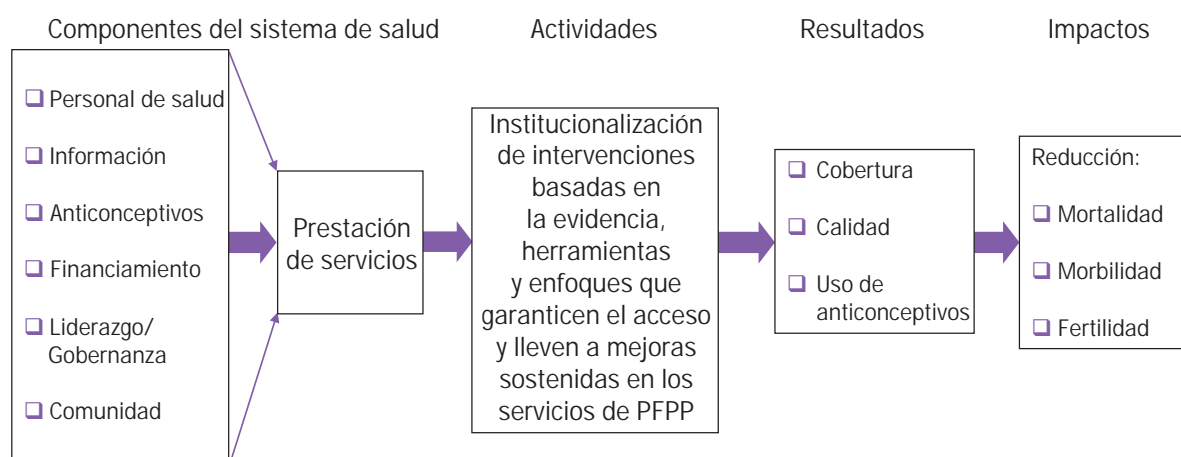 Componentes del sistema de salud
Actividades
Resultados
Impactos
Personal de salud
Información
Anticonceptivos
Financiamiento
Liderazgo/
Gobernanza
Comunidad
Prestación
de servicios
Institucionalización
de intervenciones
basadas en
la evidencia,
herramientas
y enfoques que
garanticen el acceso
y lleven a mejoras
sostenidas en los
servicios de PFPP
Cobertura
Calidad
Uso de
anticonceptivos
Reducción:
Mortalidad
Morbilidad
Fertilidad